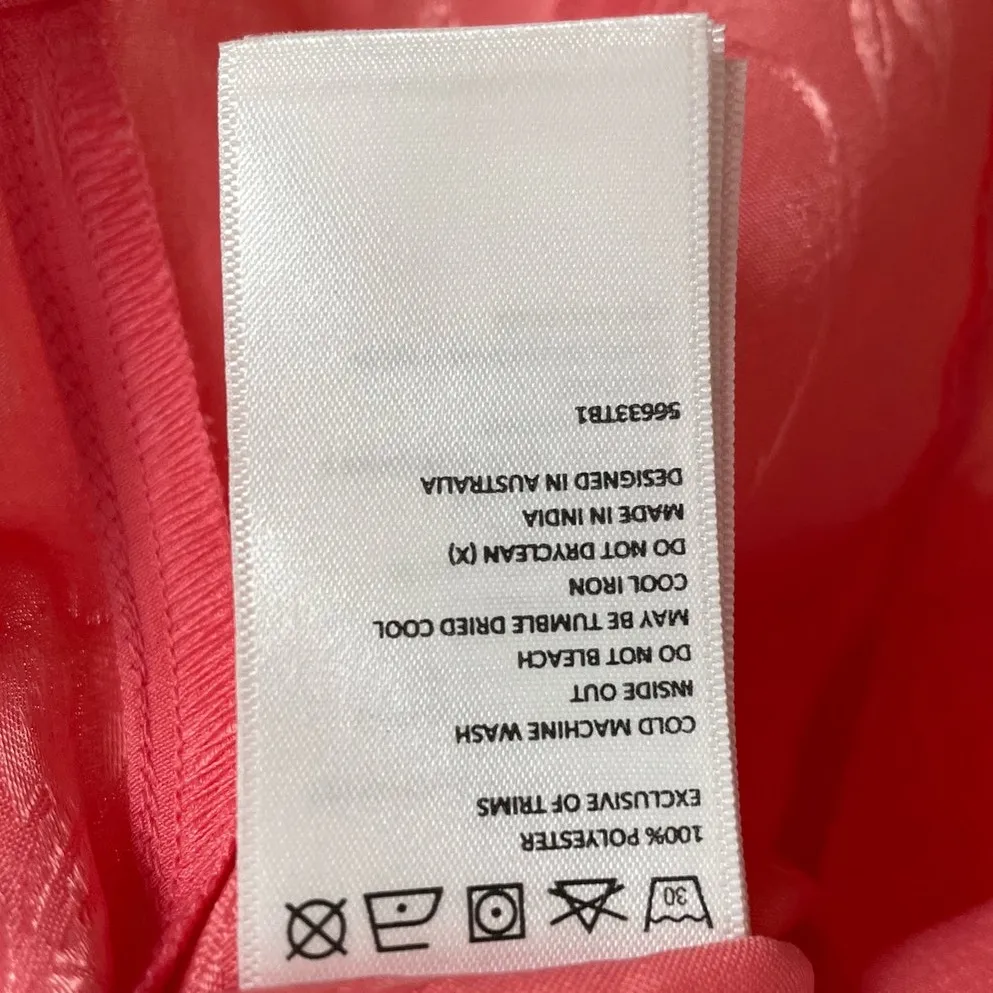 30
100% POLYESTER
EXCLUSIVE OF TRIMS
COLD MACHINE WASH
INSIDE OUT
DO NOT BLEACH
MAY BE TUMBLE DRIED COOL
COOL IRON
DO NOT DRYCLEAN (X)
MADE IN INDIA
DESIGNED IN AUSTRALIA
56633TB1